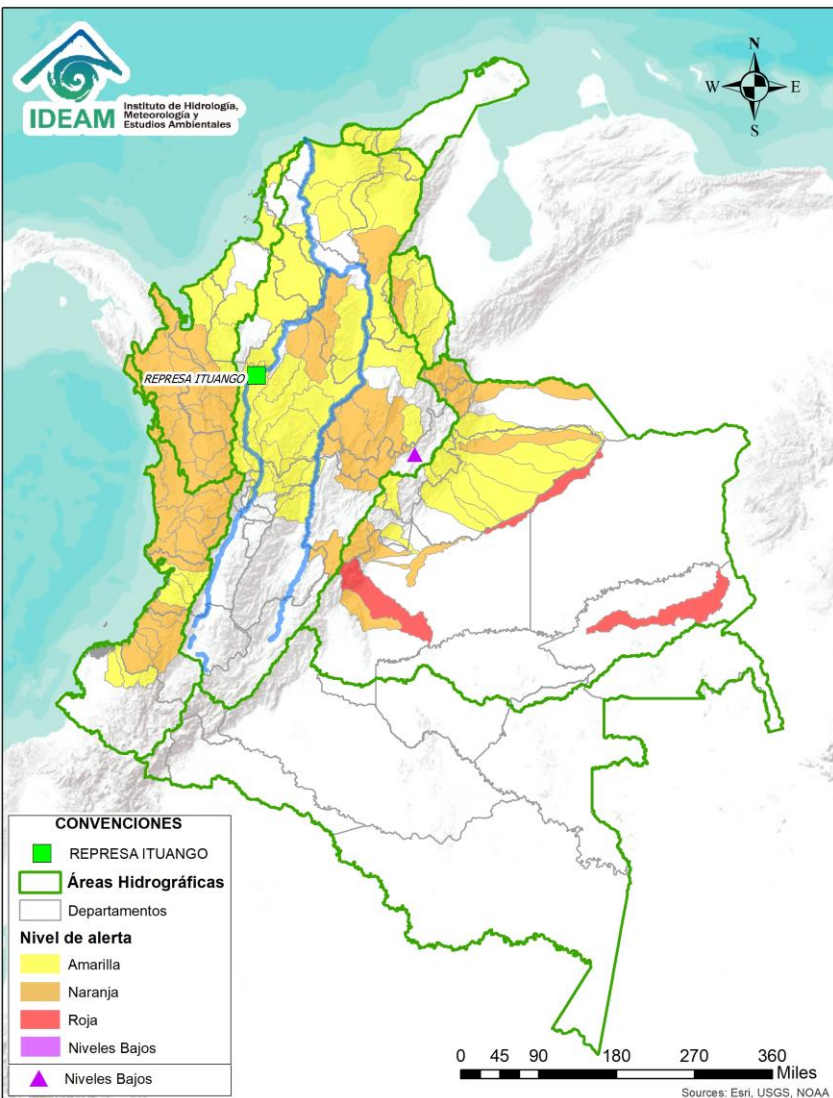 IDEAM
Instituto de Hidrología,
Meteorología y
Estudios Ambientales
N
W
E
S
REPRESA ITUANGO
CONVENCIONES
REPRESA ITUANGO
Áreas Hidrográficas
Departamentos
Nivel de alerta
Amarilla
Naranja
Roja
Niveles Bajos
Niveles Bajos
0 45 90 180 270 360
Miles
Sources: Esri, USGS, NOAA